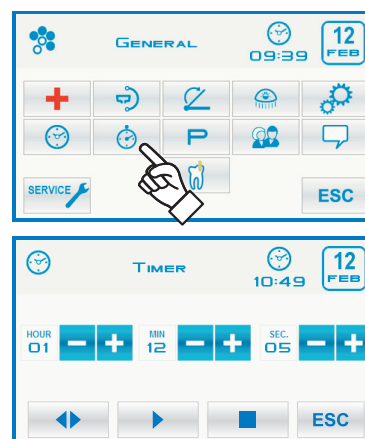 GENERAL
09:39
12
FEB
P
SERVICE
ESC
TIMER
10:49
12
FEB
HOUR
01
MIN
12
SEC.
05
ESC